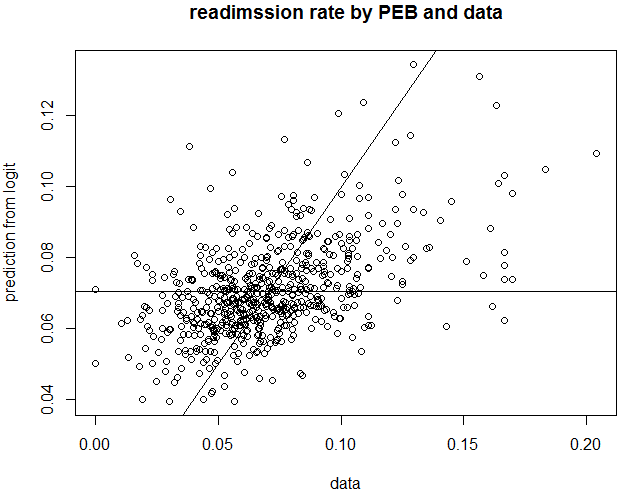 readimssion rate by PEB and data
prediction from logit
0.12
0.10
0.08
0.06
0.04
0.00 0.05 0.10 0.15 0.20
data